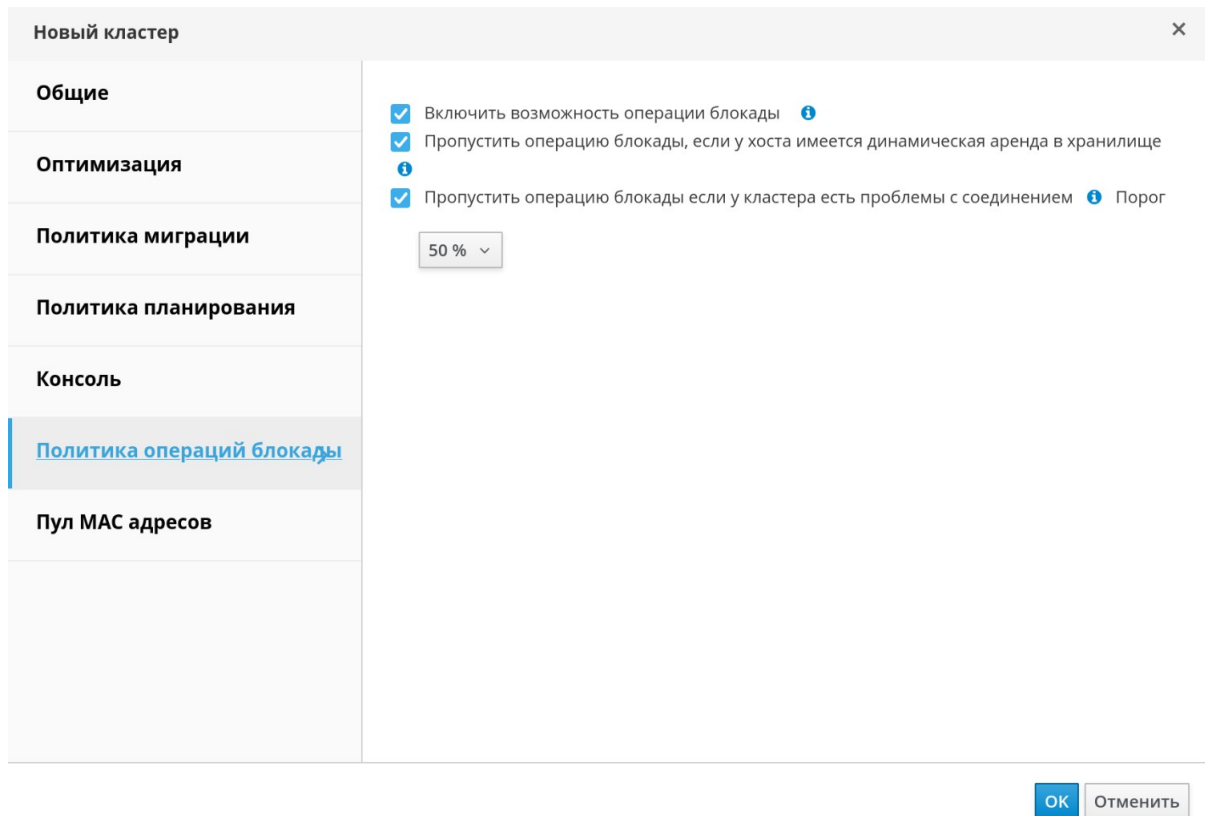 Новый кластер
Общие
Оптимизация
Политика миграции
Политика планирования
Консоль
Политика операций блокады
Пул MAC адресов
Включить возможность операции блокады
Пропустить операцию блокады, если у хоста имеется динамическая аренда в хранилище
Пропустить операцию блокады если у кластера есть проблемы с соединением Порог
50 %
OK Отменить